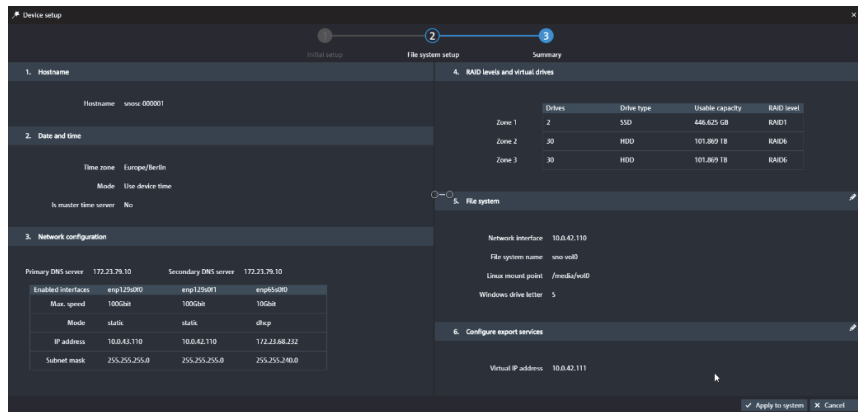 Device setup
1
2
3
Initial setup
File system setup
Summary
1. Hostname
Hostname snosc-000001
2. Date and time
Time zone Europe/Berlin
Mode Use device time
Is master time server No
3. Network configuration
Primary DNS server 172.23.79.10 Secondary DNS server 172.23.79.10
Enabled interfaces enp129s0f0 enp129s0f1 enp65s0f0
Max. speed 100Gbit 100Gbit 10Gbit
Mode static static dhcp
IP address 10.0.43.110 10.0.42.110 172.23.68.232
Subnet mask 255.255.255.0 255.255.255.0 255.255.240.0
4. RAID levels and virtual drives
Drives Drive type Usable capacity RAID level
Zone 1 2 SSD 446.625 GB RAID1
Zone 2 30 HDD 101.869 TB RAID6
Zone 3 30 HDD 101.869 TB RAID6
5. File system
Network interface 10.0.42.110
File system name sno-vol0
Linux mount point /media/vol0
Windows drive letter S
6. Configure export services
Virtual IP address 10.0.42.111
Apply to system
Cancel